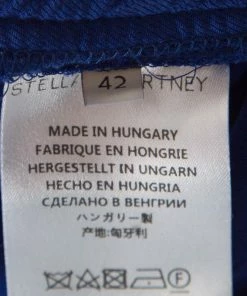 STELLA 42 RTNEY
MADE IN HUNGARY
FABRIQUE EN HONGRIE
HERGESTELLT IN UNGARN
HECHO EN HUNGRIA
СДЕЛАНО В ВЕНГРИИ
ハンガリー製
产地: 匈牙利